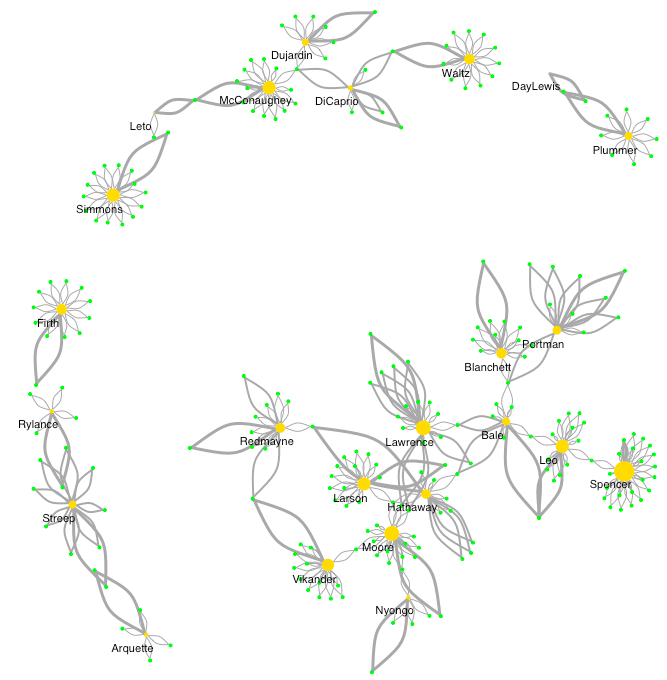 Dujardin
Waltz
DayLewis
McConaughey
DiCaprio
Leto
Plummer
Simmons
Firth
Portman
Blanchett
Rylance
Redmayne
Lawrence
Bale
Leo
Spencer
Larson
Hathaway
Streep
Moore
Vikander
Nyongo
Arquette